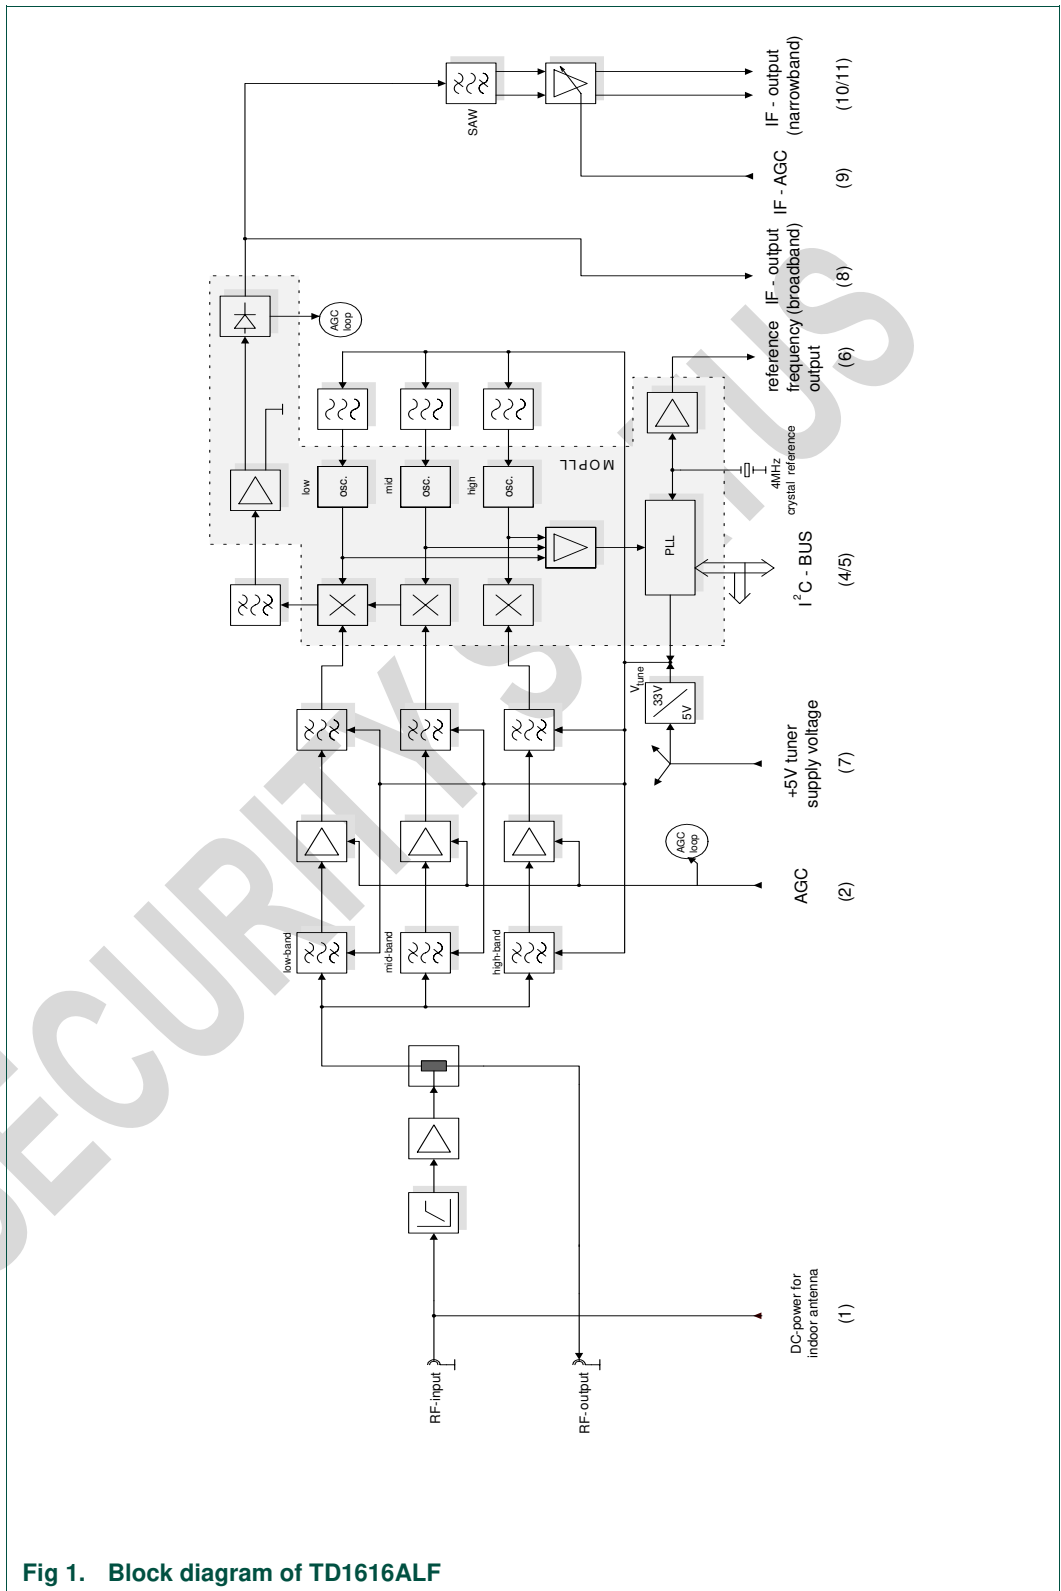 SAW
IF - output
(narrowband)
(10/11)
IF - AGC
(9)
IF - output
(broadband)
(8)
reference
frequency
output
(6)
AGC
loop
low
osc.
mid
osc.
high
osc.
MOPLL
4MHz
crystal reference
PLL
I²C - BUS
(4/5)
Vtune
33V
5V
+5V tuner
supply voltage
(7)
AGC
loop
AGC
(2)
low-band
mid-band
high-band
DC-power for
indoor antenna
(1)
RF-input
RF-output
SECURITY STATUS
Fig 1. Block diagram of TD1616ALF